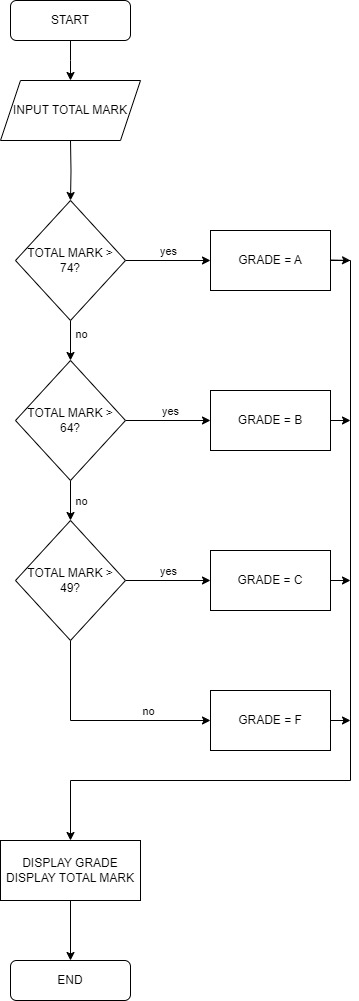 START
INPUT TOTAL MARK
TOTAL MARK >
74?
yes
GRADE = A
no
TOTAL MARK >
64?
yes
GRADE = B
no
TOTAL MARK >
49?
yes
GRADE = C
no
GRADE = F
DISPLAY GRADE
DISPLAY TOTAL MARK
END